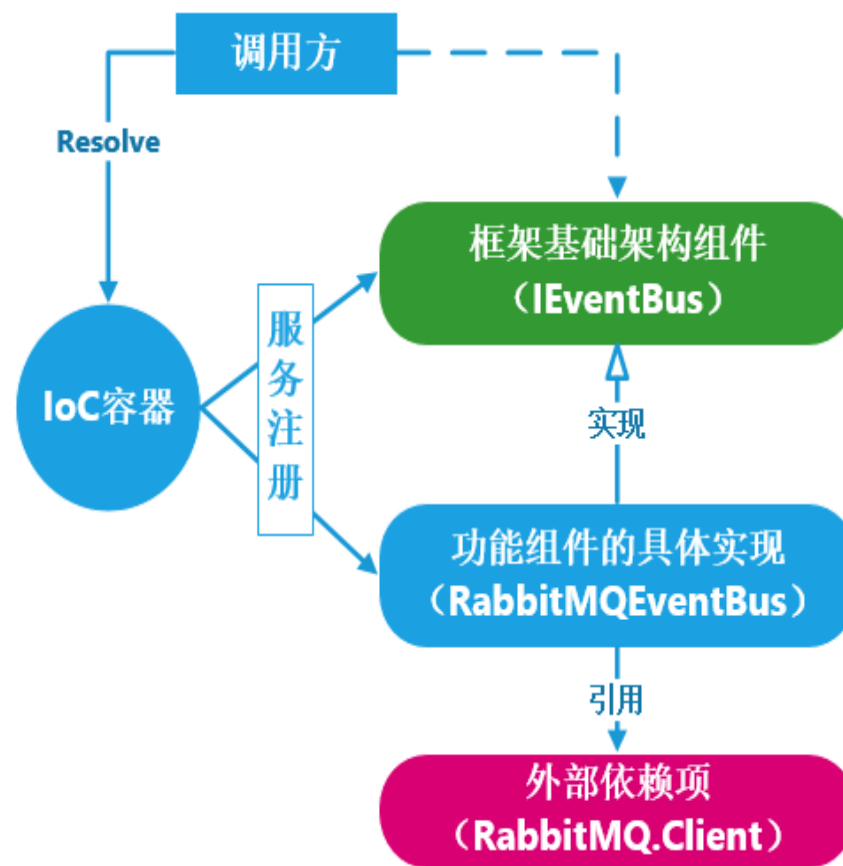 调用方
Resolve
框架基础架构组件
（IEventBus）
服
务
注
册
IoC容器
实现
功能组件的具体实现
（RabbitMQEventBus）
引用
外部依赖项
（RabbitMQ.Client）